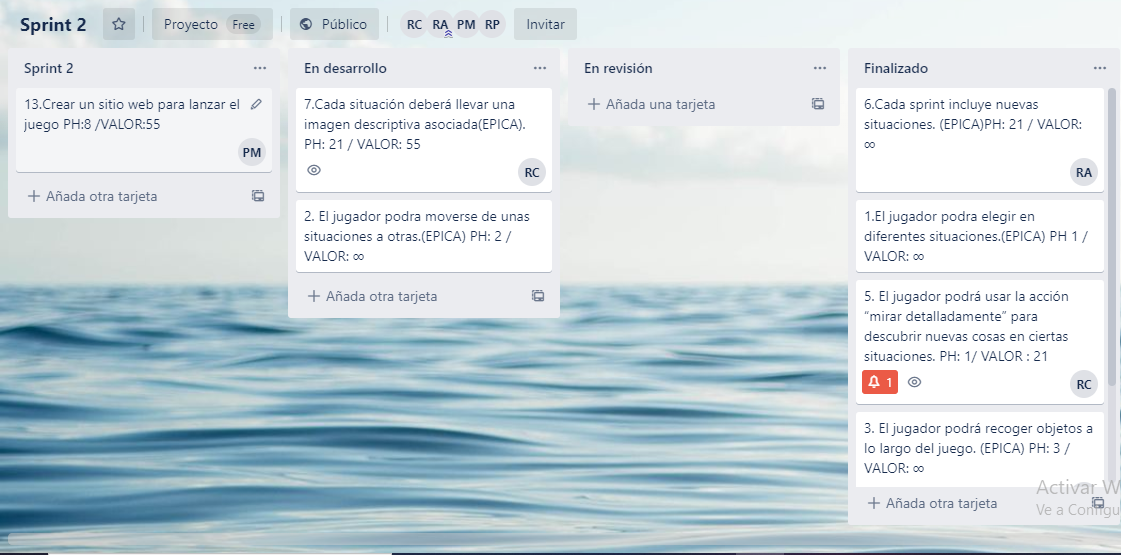 Sprint 2
Proyecto Free
Público
RC RA PM RP
Invitar
Sprint 2
13.Crear un sitio web para lanzar el
juego PH:8 /VALOR:55
PM
Añada otra tarjeta
En desarrollo
7.Cada situación deberá llevar una
imagen descriptiva asociada(EPICA).
PH: 21 / VALOR: 55
RC
2. El jugador podra moverse de unas
situaciones a otras.(EPICA) PH: 2 /
VALOR: ∞
Añada otra tarjeta
En revisión
Añada una tarjeta
Finalizado
6.Cada sprint incluye nuevas
situaciones. (EPICA)PH: 21 / VALOR:
∞
RA
1.El jugador podra elegir en
diferentes situaciones.(EPICA) PH 1 /
VALOR: ∞
5. El jugador podrá usar la acción
“mirar detalladamente” para
descubrir nuevas cosas en ciertas
situaciones. PH: 1/ VALOR : 21
1
RC
3. El jugador podrá recoger objetos a
lo largo del juego. (EPICA) PH: 3 /
VALOR: ∞
Añada otra tarjeta
Activar W
Ve a Configu